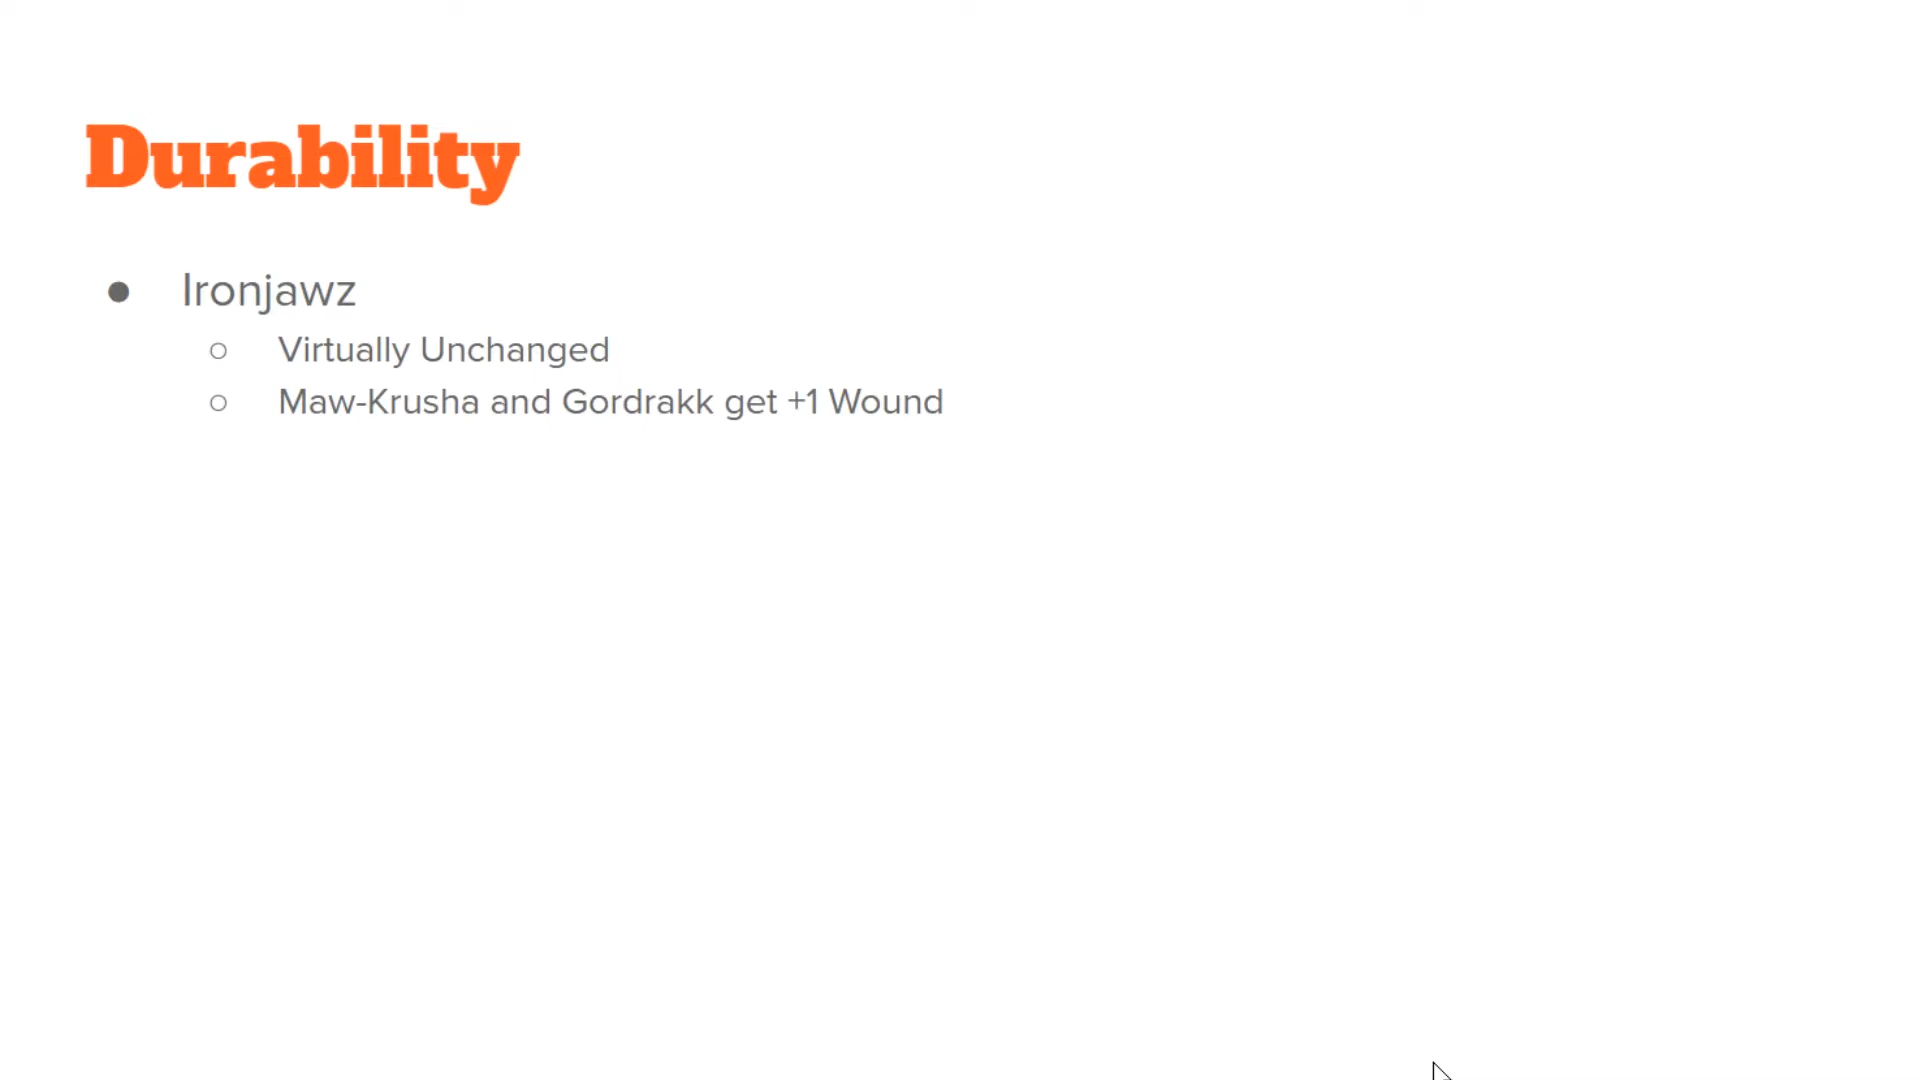 Durability
● Ironjawz
○ Virtually Unchanged
○ Maw-Krusha and Gordrakk get +1 Wound